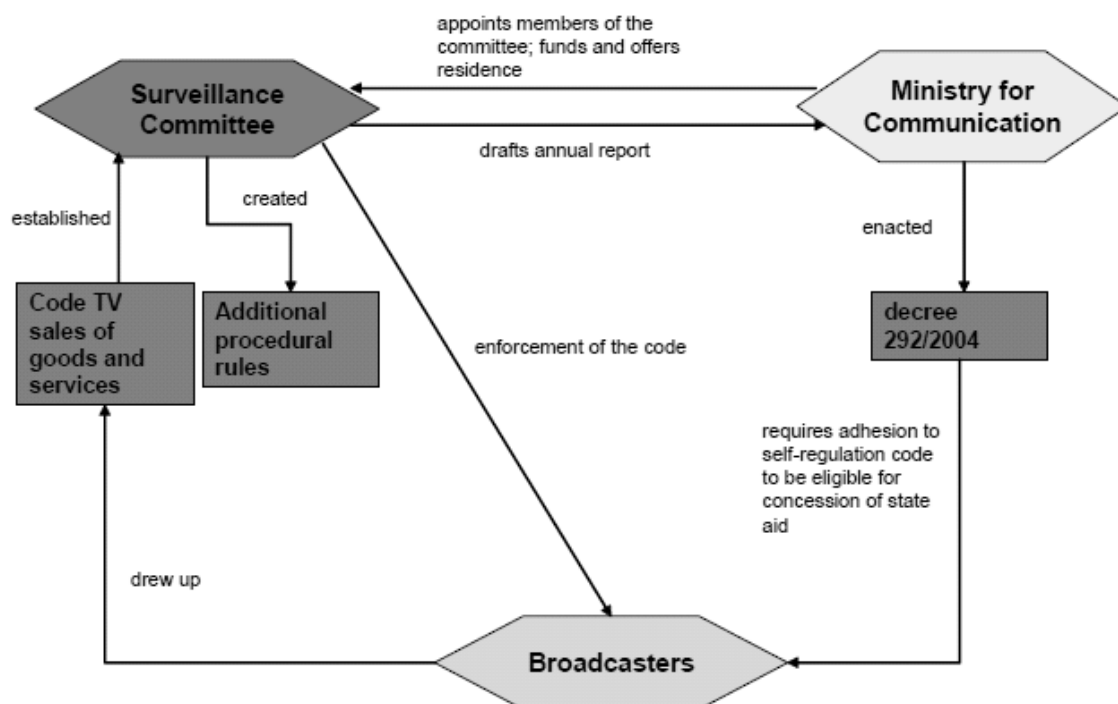 appoints members of the
committee; funds and offers
residence
Surveillance
Committee
Ministry for
Communication
drafts annual report
created
established
enacted
Code TV
sales of
goods and
services
Additional
procedural
rules
decree
292/2004
enforcement of the code
requires adhesion to
self-regulation code
to be eligible for
concession of state
aid
drew up
Broadcasters